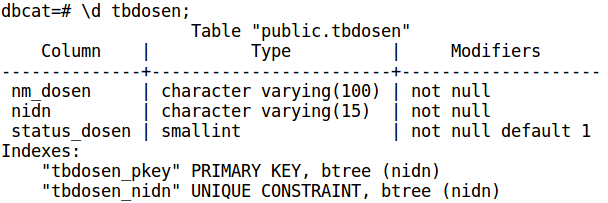 dbcat=# \d tbdosen;
Table "public.tbdosen"
Column | Type | Modifiers
--------------+------------------------+--------------------
nm_dosen | character varying(100) | not null
nidn | character varying(15) | not null
status_dosen | smallint | not null default 1
Indexes:
"tbdosen_pkey" PRIMARY KEY, btree (nidn)
"tbdosen_nidn" UNIQUE CONSTRAINT, btree (nidn)